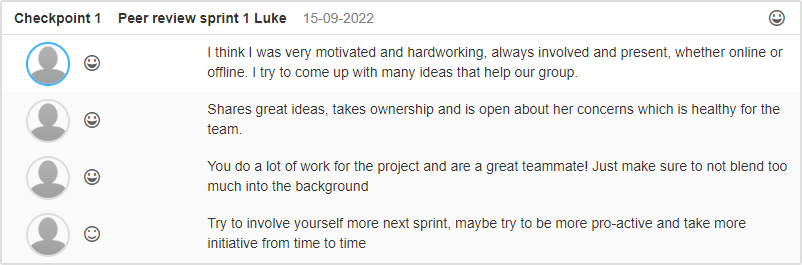 Checkpoint 1 Peer review sprint 1 Luke 15-09-2022
I think I was very motivated and hardworking, always involved and present, whether online or
offline. I try to come up with many ideas that help our group.
Shares great ideas, takes ownership and is open about her concerns which is healthy for the
team.
You do a lot of work for the project and are a great teammate! Just make sure to not blend too
much into the background
Try to involve yourself more next sprint, maybe try to be more pro-active and take more
initiative from time to time